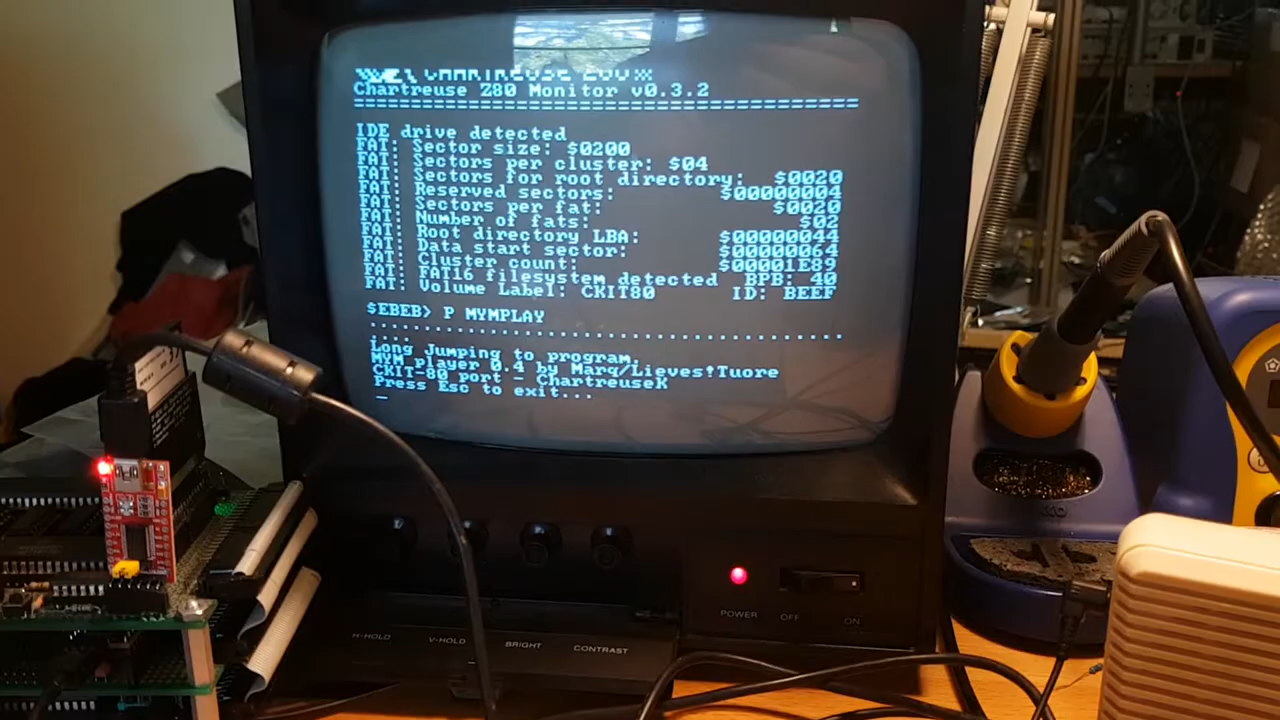 Chartreuse Z80 Monitor v0.3.2
=====================================
IDE drive detected
FAT: Sector size: $0200
FAT: Sectors per cluster: $04
FAT: Sectors for root directory: $0020
FAT: Reserved sectors: $00000004
FAT: Sectors per fat: $0020
FAT: Number of fats: $02
FAT: Root directory LBA: $00000044
FAT: Data start sector: $00000064
FAT: Cluster count: $00001E89
FAT: FAT16 filesystem detected BPB: 40
FAT: Volume Label: CKIT80 ID: BEEF
$EBEB> P MYMPLAY
Long Jumping to program.
MYM player 0.4 by Marq/Lieves!Tuore
CKIT-80 port - ChartreuseK
Press Esc to exit...
POWER OFF ON
H-HOLD V-HOLD BRIGHT CONTRAST